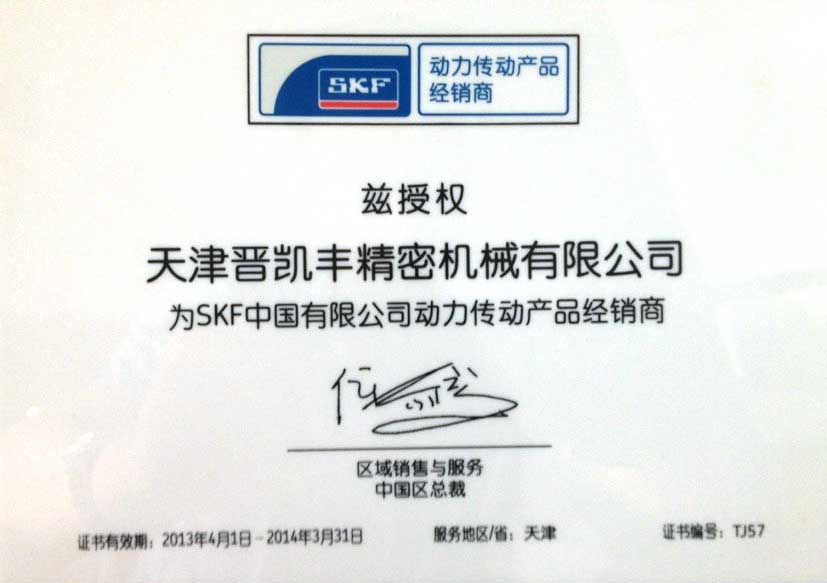 SKF
动力传动产品
经销商
兹授权
天津晋凯丰精密机械有限公司
为SKF中国有限公司动力传动产品经销商
区域销售与服务
中国区总裁
证书有效期：2013年4月1日－2014年3月31日 服务地区/省：天津 证书编号：TJ57